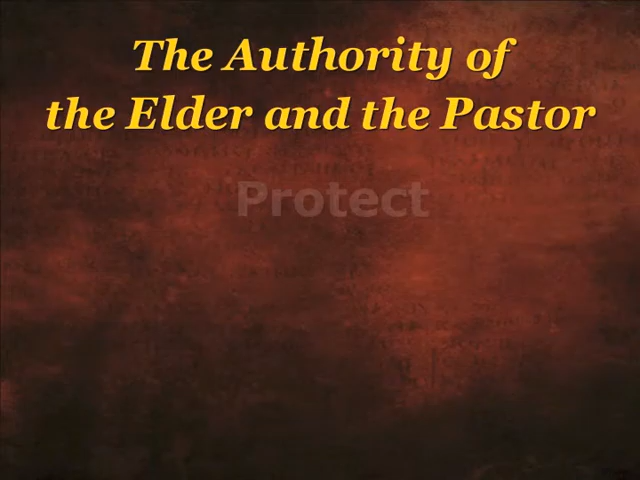 The Authority of
the Elder and the Pastor
Protect